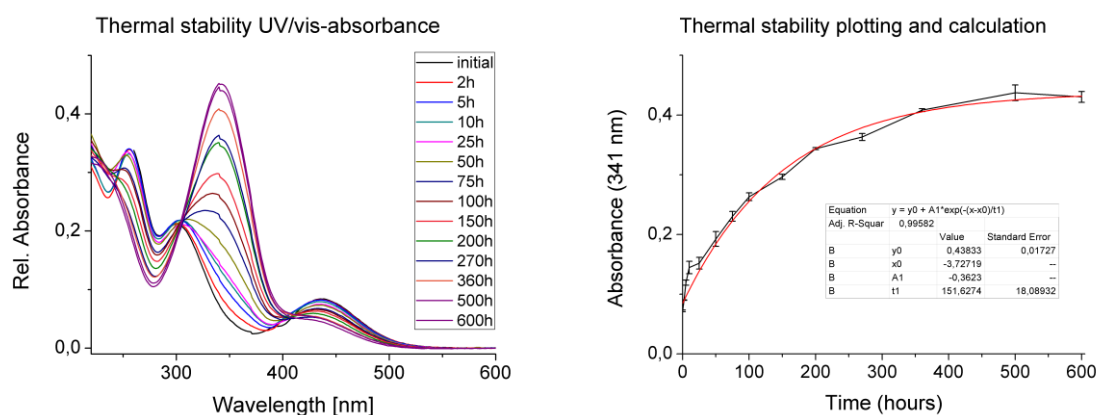 Thermal stability UV/vis-absorbance
Rel. Absorbance
0,4
0,2
0,0
300
400
500
600
Wavelength [nm]
initial
2h
5h
10h
25h
50h
75h
100h
150h
200h
270h
360h
500h
600h
Thermal stability plotting and calculation
Absorbance (341 nm)
0,4
0,2
0,0
0
100
200
300
400
500
600
Time (hours)
Equation y = y0 + A1*exp(-(x-x0)/t1)
Adj. R-Squar 0,99582
Value Standard Error
B y0 0,43833 0,01727
B x0 -3,72719 --
B A1 -0,3623 --
B t1 151,6274 18,08932